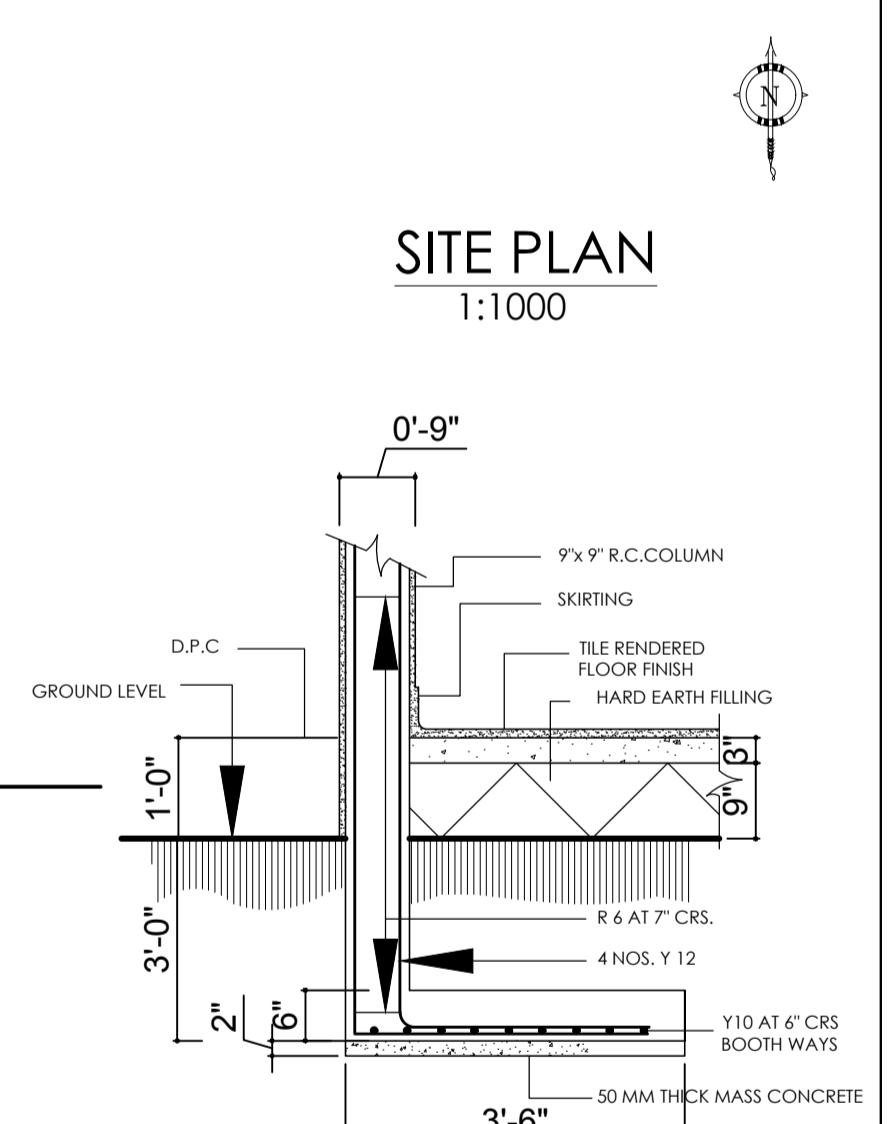 N
SITE PLAN
1:1000
0'-9"
9"x 9" R.C.COLUMN
SKIRTING
D.P.C
TILE RENDERED
FLOOR FINISH
GROUND LEVEL
HARD EARTH FILLING
1'-0"
3"
9"
3'-0"
R 6 AT 7" CRS.
4 NOS. Y 12
2"
6"
Y10 AT 6" CRS
BOOTH WAYS
50 MM THICK MASS CONCRETE
3'-6"